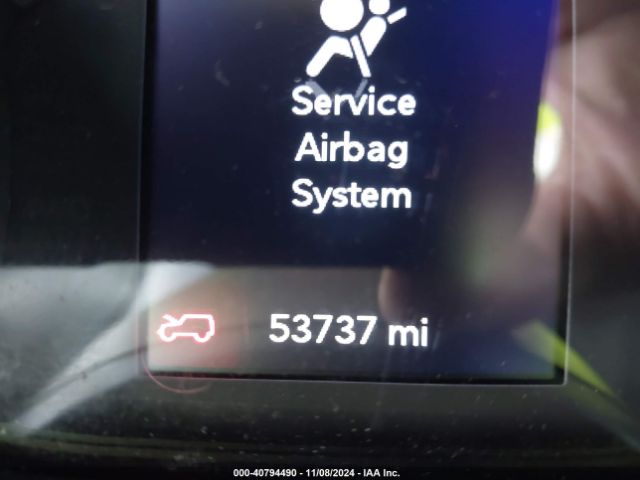 Service
Airbag
System
53737 mi
000-40794490 - 11/08/2024 - IAA Inc.